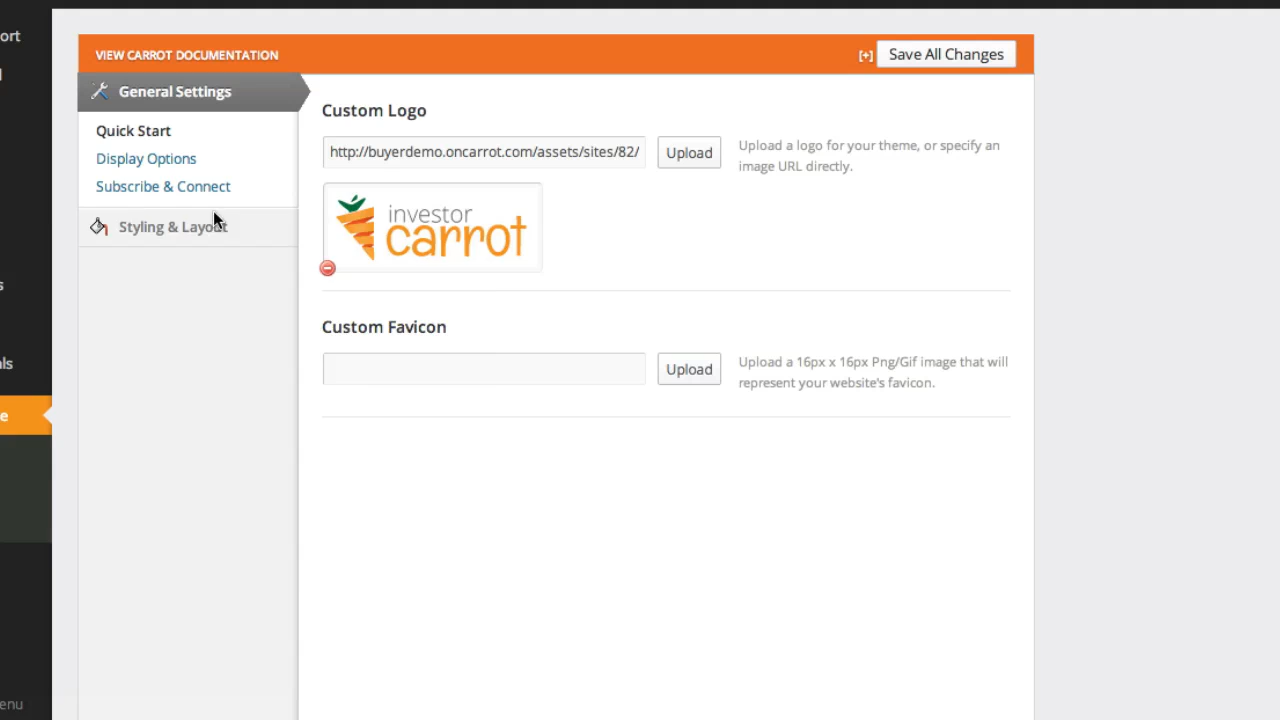 ort
VIEW CARROT DOCUMENTATION
[+]
Save All Changes
General Settings
Quick Start
Display Options
Subscribe & Connect
Styling & Layout
Custom Logo
http://buyerdemo.oncarrot.com/assets/sites/82/
Upload
Upload a logo for your theme, or specify an
image URL directly.
investor
carrot
Custom Favicon
Upload
Upload a 16px x 16px Png/Gif image that will
represent your website's favicon.
s
als
e
enu